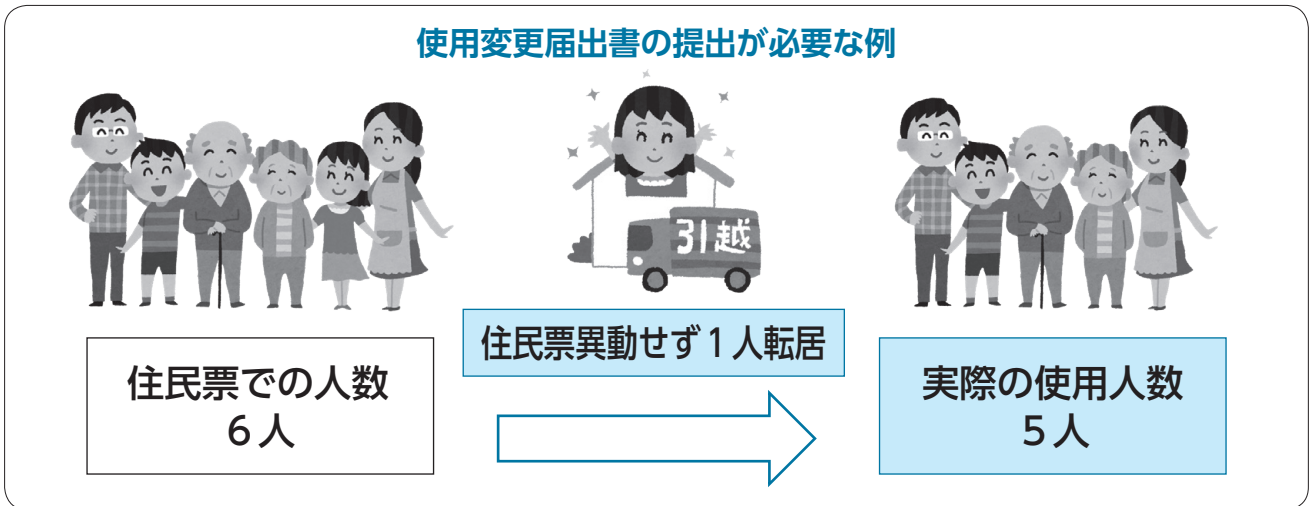 使用変更届出書の提出が必要な例
引越
住民票での人数
6人
住民票異動せず1人転居
実際の使用人数
5人